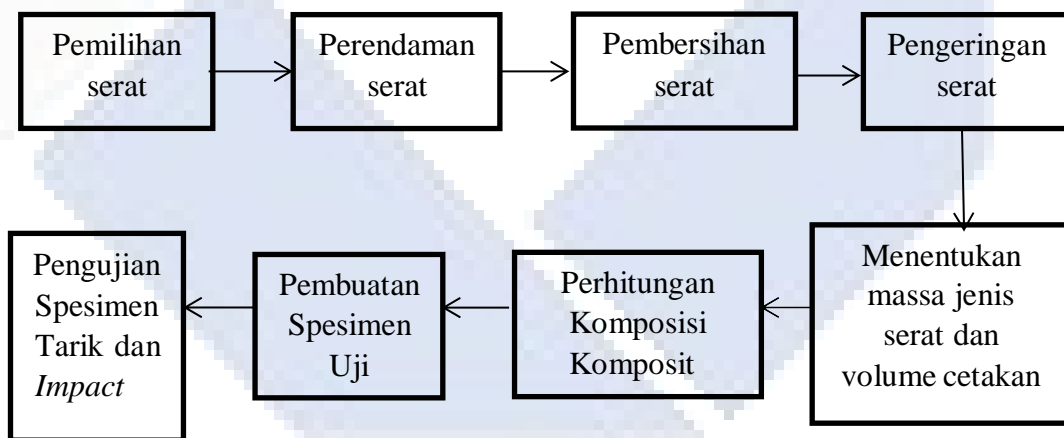 Pemilihan
serat
Perendaman
serat
Pembersihan
serat
Pengeringan
serat
Menentukan
massa jenis
serat dan
volume cetakan
Perhitungan
Komposisi
Komposit
Pembuatan
Spesimen
Uji
Pengujian
Spesimen
Tarik dan
Impact